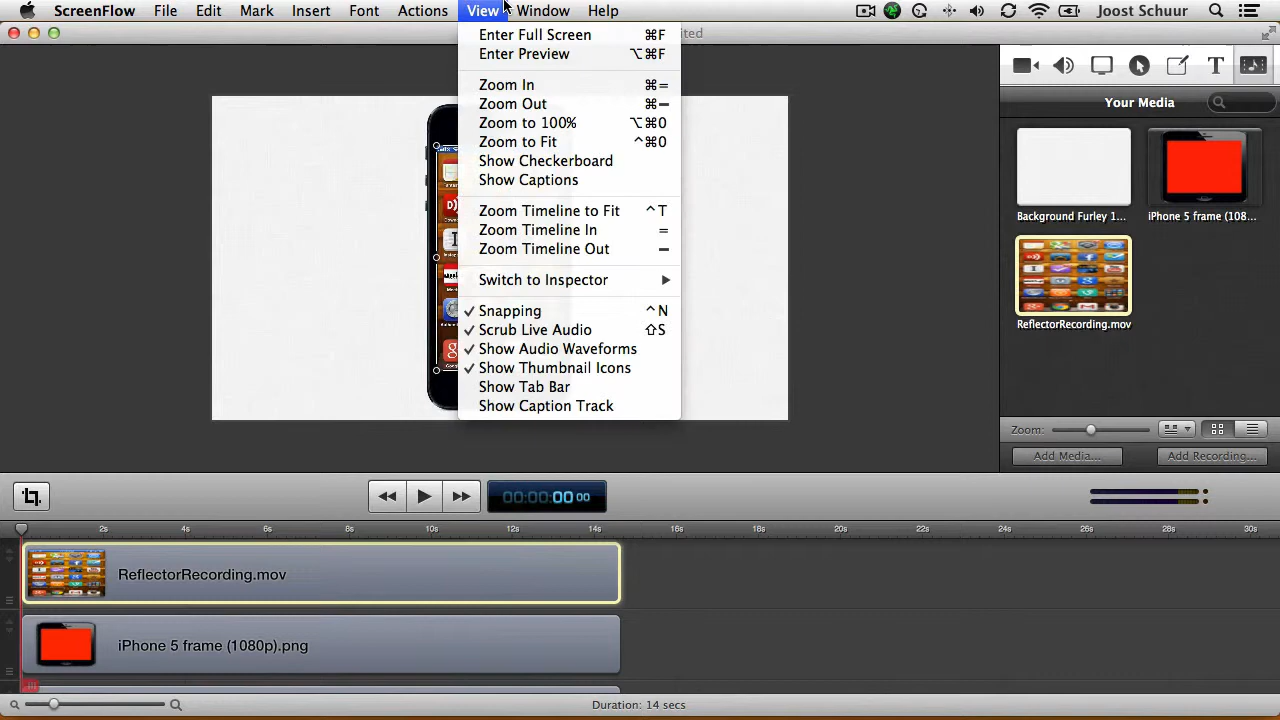 ScreenFlow File Edit Mark Insert Font Actions View Window Help Joost Schuur
ited
Enter Full Screen ⌘F
Enter Preview ⌥⌘F
Zoom In ⌘=
Zoom Out ⌘−
Zoom to 100% ⌥⌘0
Zoom to Fit ^⌘0
Show Checkerboard
Show Captions
Zoom Timeline to Fit ^T
Zoom Timeline In =
Zoom Timeline Out −
Switch to Inspector ▶
✓ Snapping ^N
✓ Scrub Live Audio ⇧S
✓ Show Audio Waveforms
✓ Show Thumbnail Icons
Show Tab Bar
Show Caption Track
Your Media
Background Furley 1... iPhone 5 frame (108...
ReflectorRecording.mov
Zoom:
Add Media... Add Recording...
00:00:00 00
2s 4s 6s 8s 10s 12s 14s 16s 18s 20s 22s 24s 26s 28s 30s
ReflectorRecording.mov
iPhone 5 frame (1080p).png
Duration: 14 secs